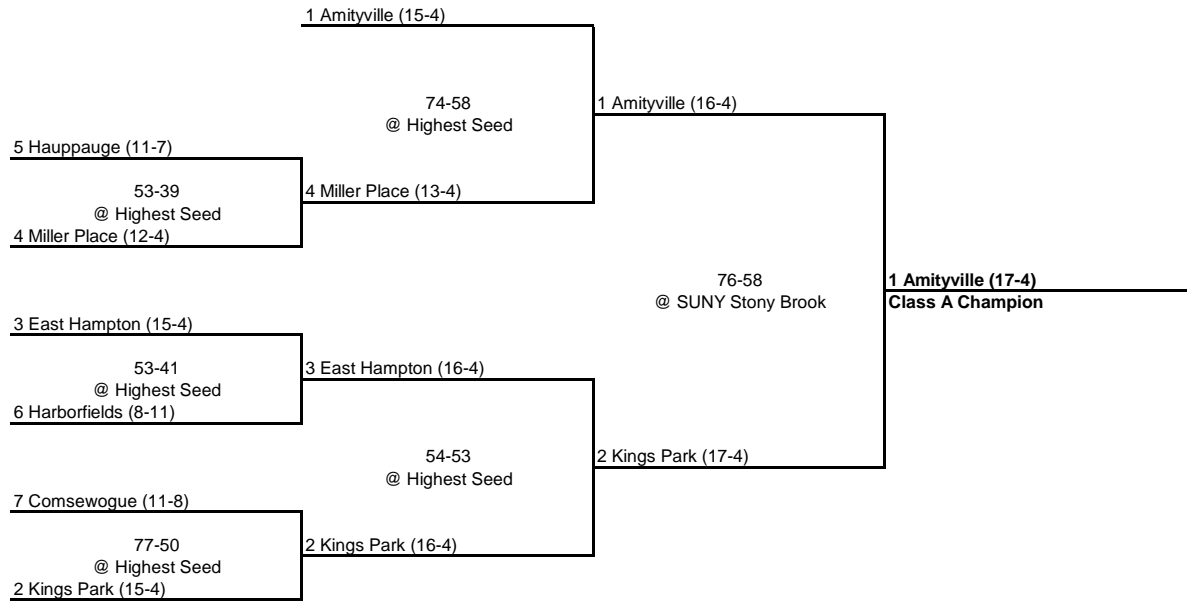 1 Amityville (15-4)
74-58
@ Highest Seed
1 Amityville (16-4)
5 Hauppauge (11-7)
53-39
@ Highest Seed
4 Miller Place (13-4)
4 Miller Place (12-4)
76-58
@ SUNY Stony Brook
1 Amityville (17-4)
Class A Champion
3 East Hampton (15-4)
53-41
@ Highest Seed
3 East Hampton (16-4)
6 Harborfields (8-11)
54-53
@ Highest Seed
2 Kings Park (17-4)
7 Comsewogue (11-8)
77-50
@ Highest Seed
2 Kings Park (16-4)
2 Kings Park (15-4)